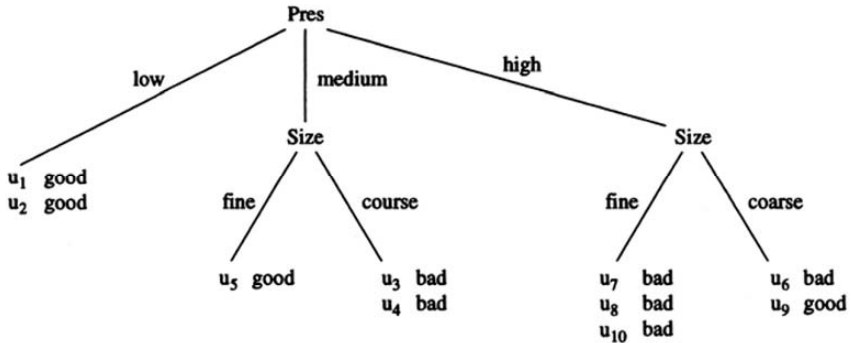 Pres
low
medium
high
Size
Size
u₁ good
u₂ good
fine
course
fine
coarse
u₅ good
u₃ bad
u₄ bad
u₇ bad
u₈ bad
u₁₀ bad
u₆ bad
u₉ good